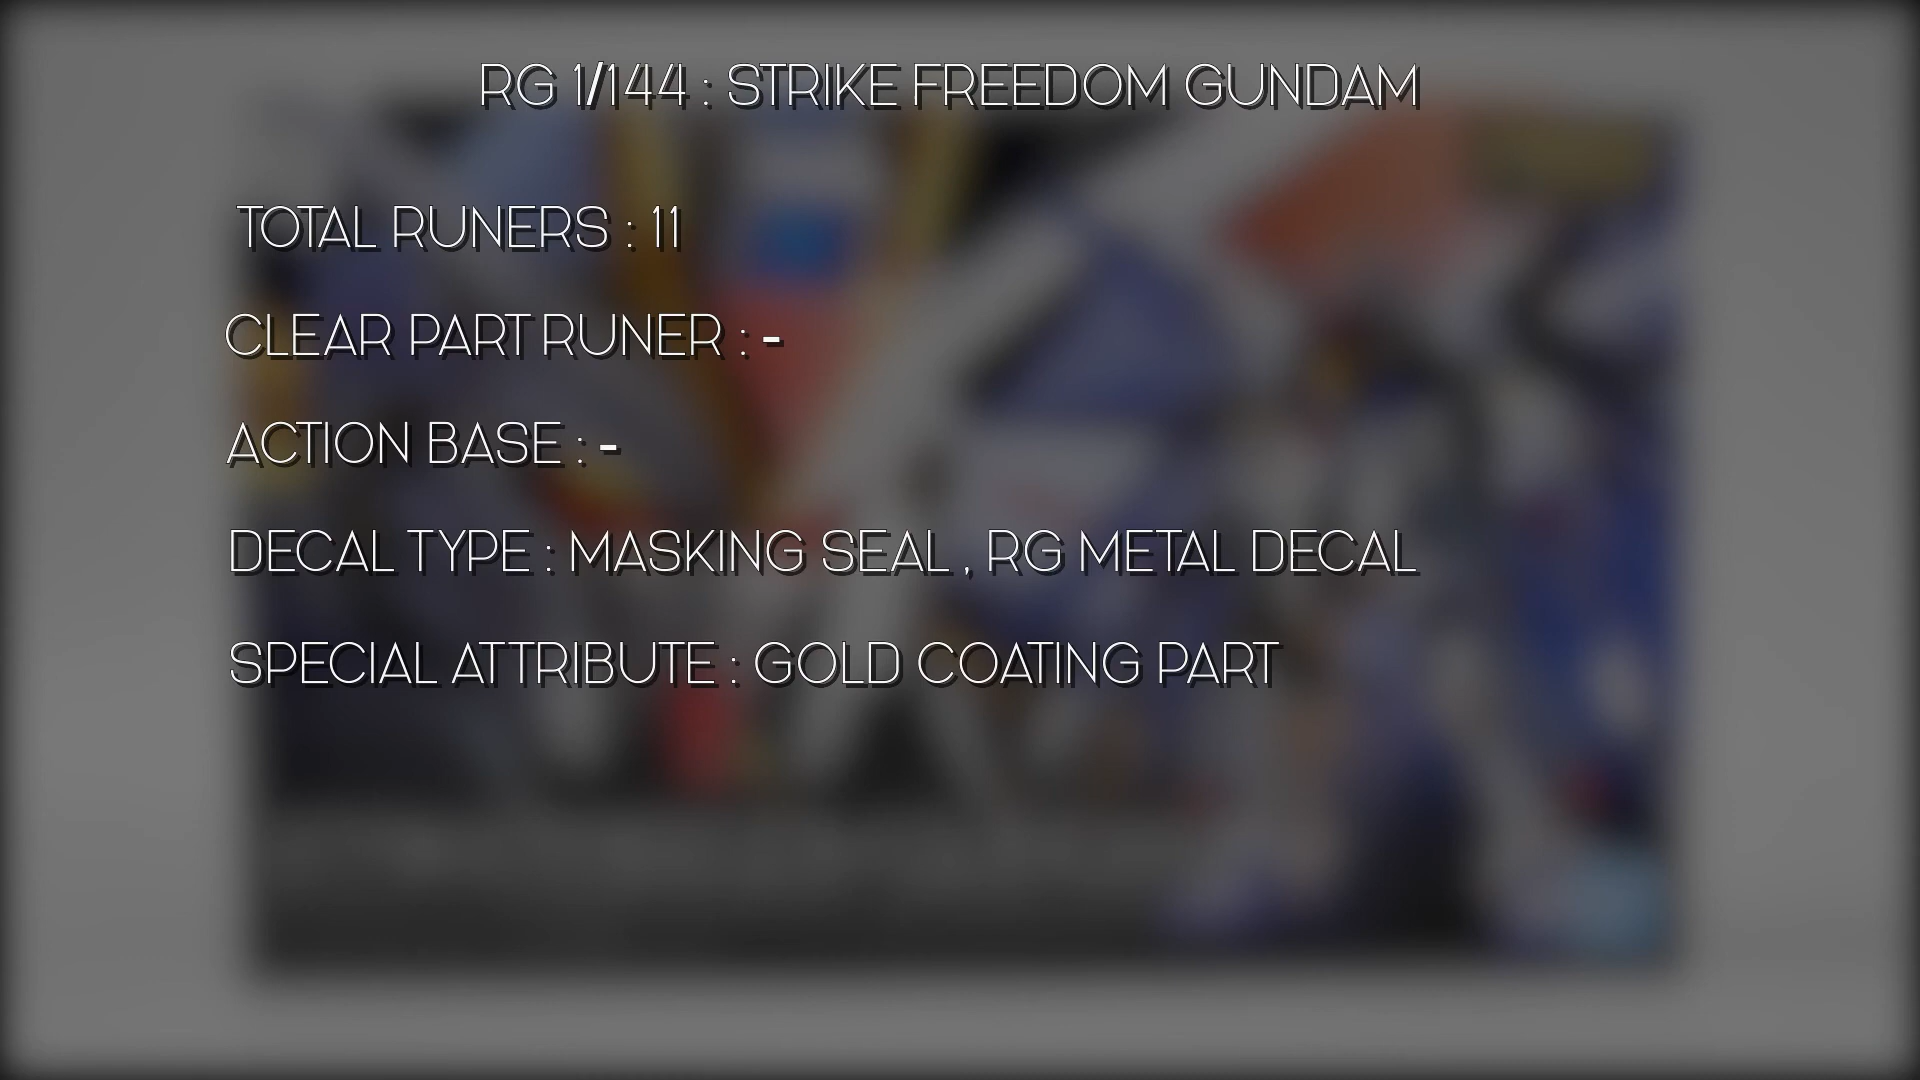 RG 1/144 : STRIKE FREEDOM GUNDAM
TOTAL RUNERS : 11
CLEAR PART RUNER : -
ACTION BASE : -
DECAL TYPE : MASKING SEAL , RG METAL DECAL
SPECIAL ATTRIBUTE : GOLD COATING PART